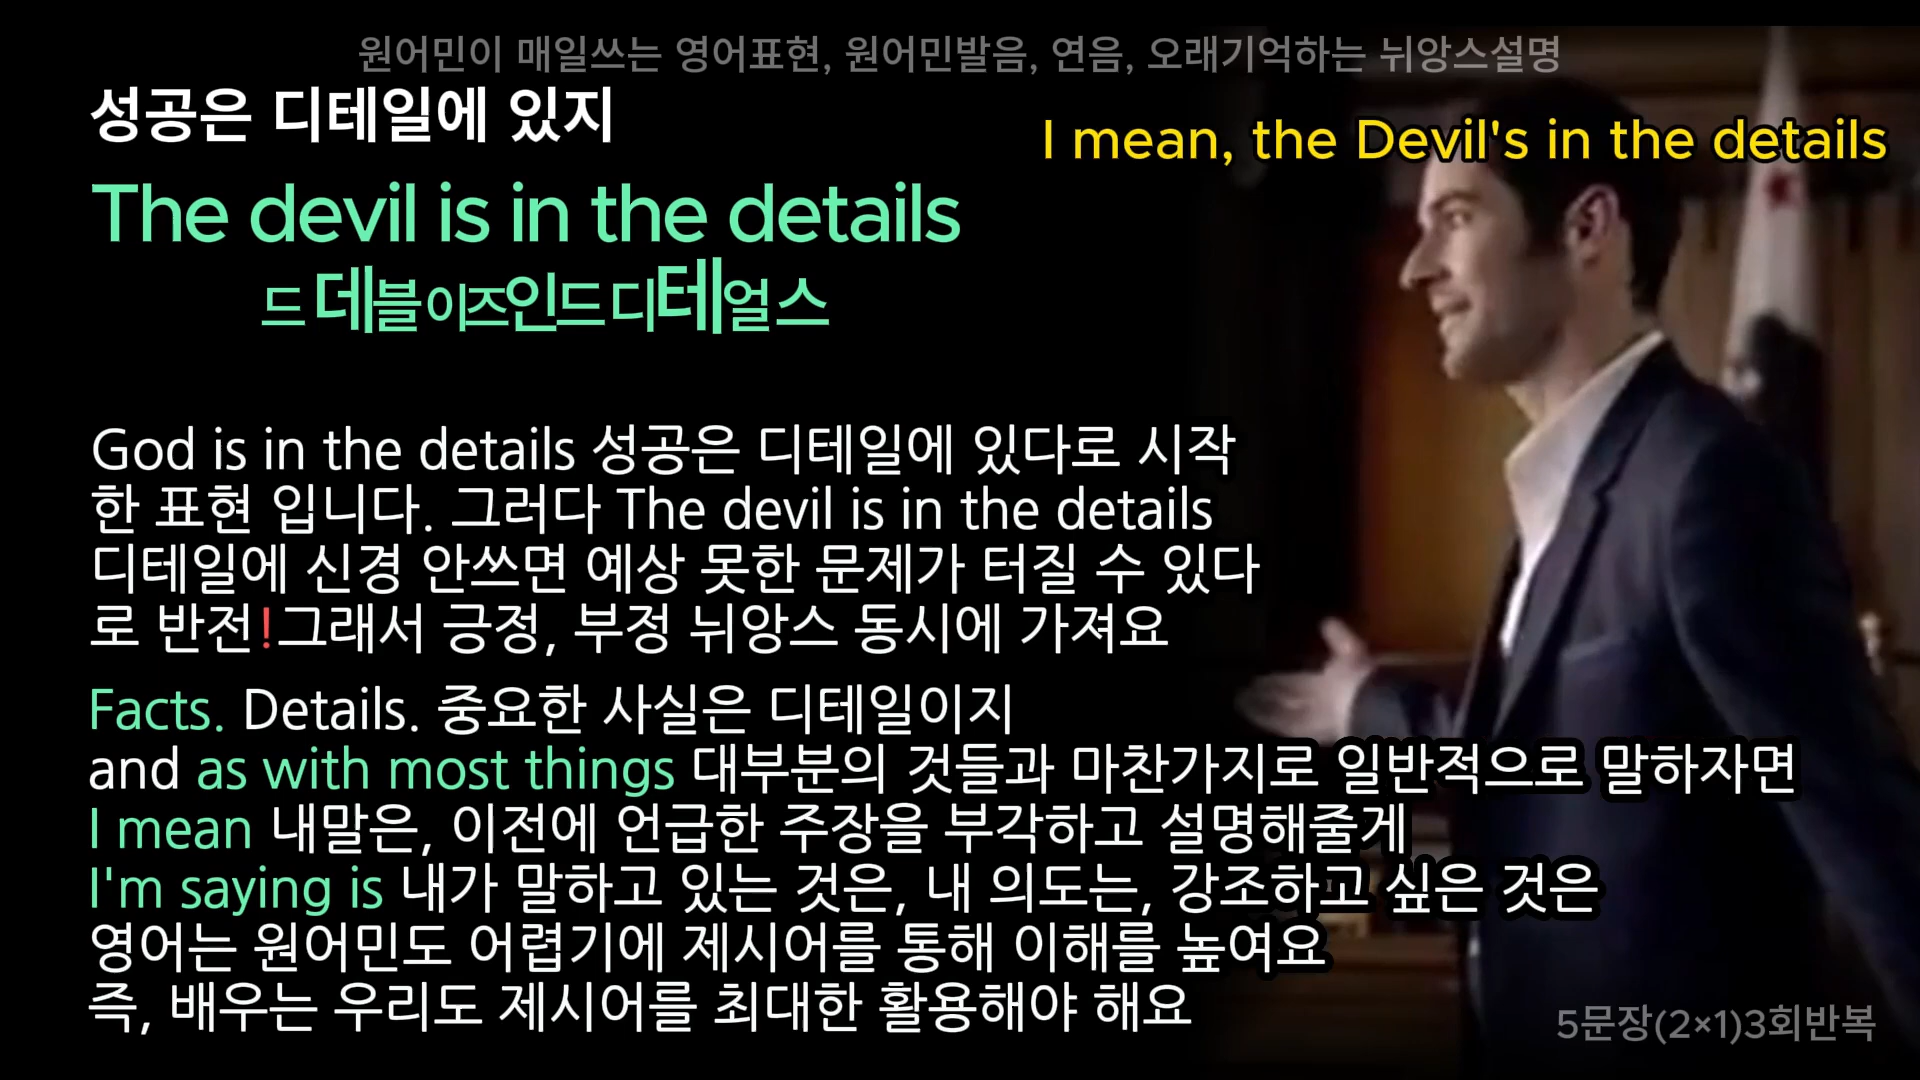 원어민이 매일쓰는 영어표현, 원어민발음, 연음, 오래기억하는 뉘앙스설명
성공은 디테일에 있지
I mean, the Devil's in the details
The devil is in the details
드 데블 이즈인드 디테얼스
God is in the details 성공은 디테일에 있다로 시작
한 표현 입니다. 그러다 The devil is in the details
디테일에 신경 안쓰면 예상 못한 문제가 터질 수 있다
로 반전!그래서 긍정, 부정 뉘앙스 동시에 가져요
Facts. Details. 중요한 사실은 디테일이지
and as with most things 대부분의 것들과 마찬가지로 일반적으로 말하자면
I mean 내말은, 이전에 언급한 주장을 부각하고 설명해줄게
I'm saying is 내가 말하고 있는 것은, 내 의도는, 강조하고 싶은 것은
영어는 원어민도 어렵기에 제시어를 통해 이해를 높여요
즉, 배우는 우리도 제시어를 최대한 활용해야 해요
5문장(2×1)3회반복